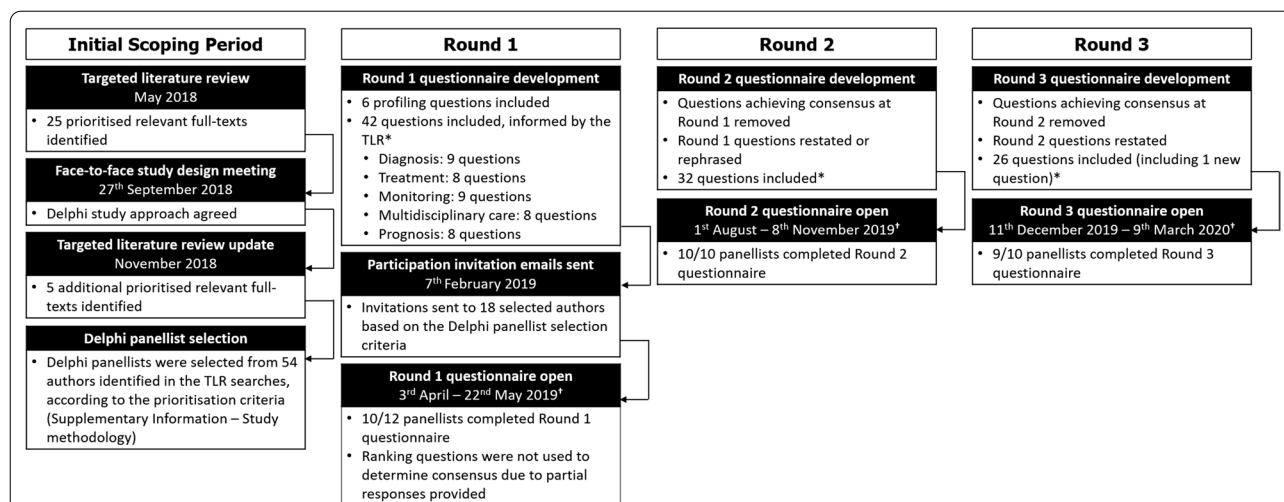 Initial Scoping Period
Targeted literature review
May 2018
• 25 prioritised relevant full-texts
identified
Face-to-face study design meeting
27th September 2018
• Delphi study approach agreed
Targeted literature review update
November 2018
• 5 additional prioritised relevant full-
texts identified
Delphi panellist selection
• Delphi panellists were selected from 54
authors identified in the TLR searches,
according to the prioritisation criteria
(Supplementary Information – Study
methodology)
Round 1
Round 1 questionnaire development
• 6 profiling questions included
• 42 questions included, informed by the
TLR*
• Diagnosis: 9 questions
• Treatment: 8 questions
• Monitoring: 9 questions
• Multidisciplinary care: 8 questions
• Prognosis: 8 questions
Participation invitation emails sent
7th February 2019
• Invitations sent to 18 selected authors
based on the Delphi panellist selection
criteria
Round 1 questionnaire open
3rd April – 22nd May 2019†
• 10/12 panellists completed Round 1
questionnaire
• Ranking questions were not used to
determine consensus due to partial
responses provided
Round 2
Round 2 questionnaire development
• Questions achieving consensus at
Round 1 removed
• Round 1 questions restated or
rephrased
• 32 questions included*
Round 2 questionnaire open
1st August – 8th November 2019†
• 10/10 panellists completed Round 2
questionnaire
Round 3
Round 3 questionnaire development
• Questions achieving consensus at
Round 2 removed
• Round 2 questions restated
• 26 questions included (including 1 new
question)*
Round 3 questionnaire open
11th December 2019 – 9th March 2020†
• 9/10 panellists completed Round 3
questionnaire